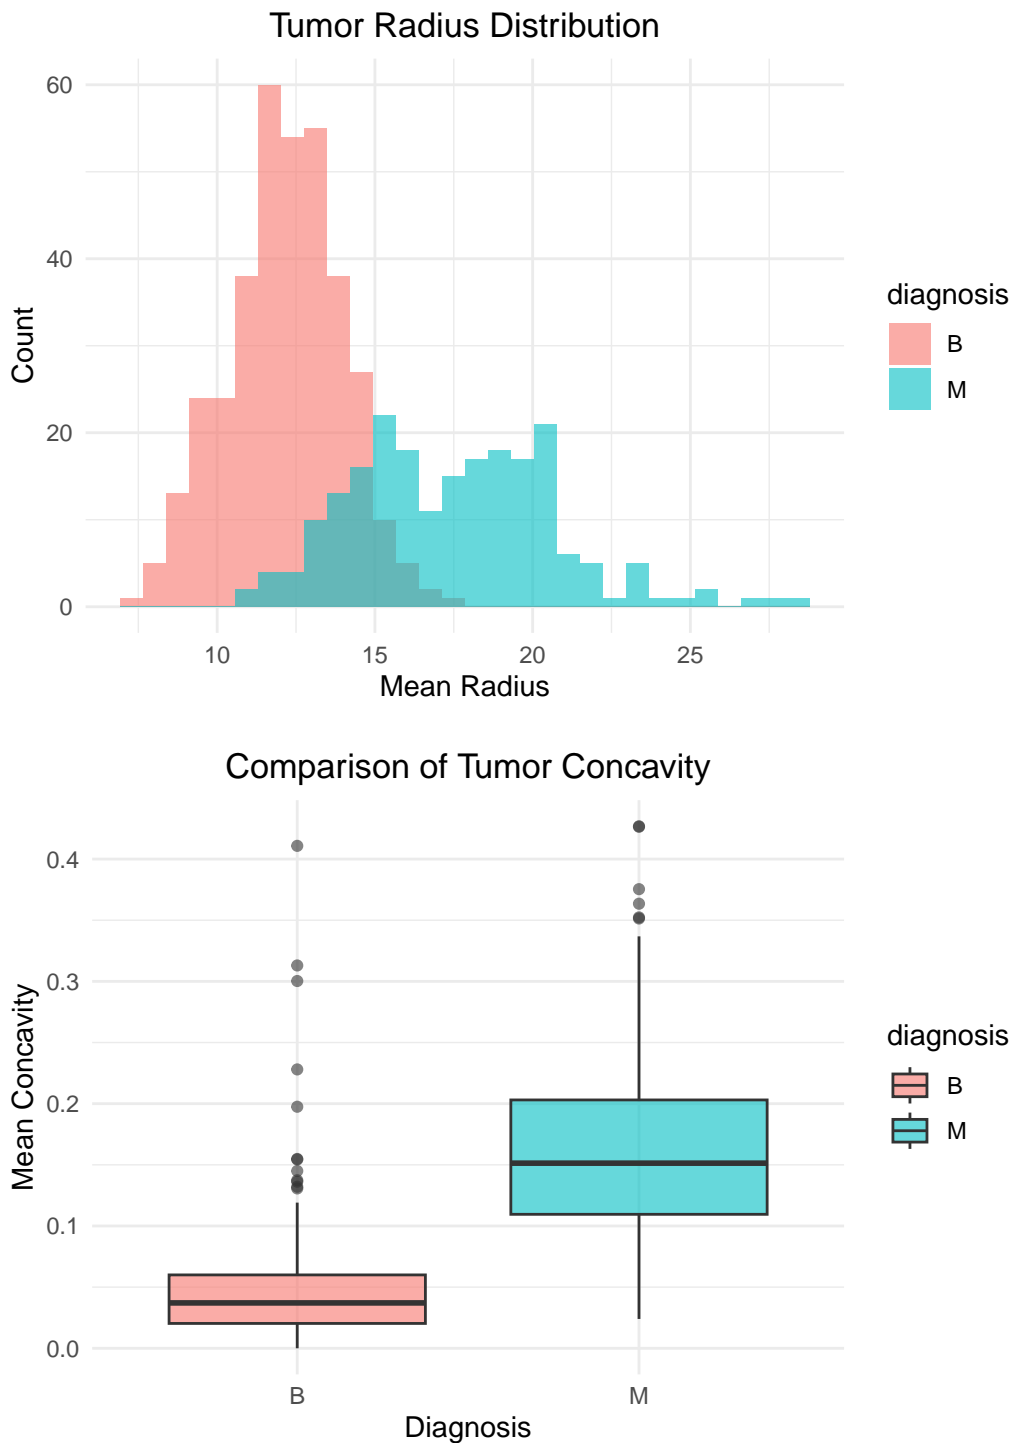 Tumor Radius Distribution
60
40
20
0
Count
10 15 20 25
Mean Radius
diagnosis
B
M
Comparison of Tumor Concavity
0.4
0.3
0.2
0.1
0.0
Mean Concavity
B M
Diagnosis
diagnosis
B
M